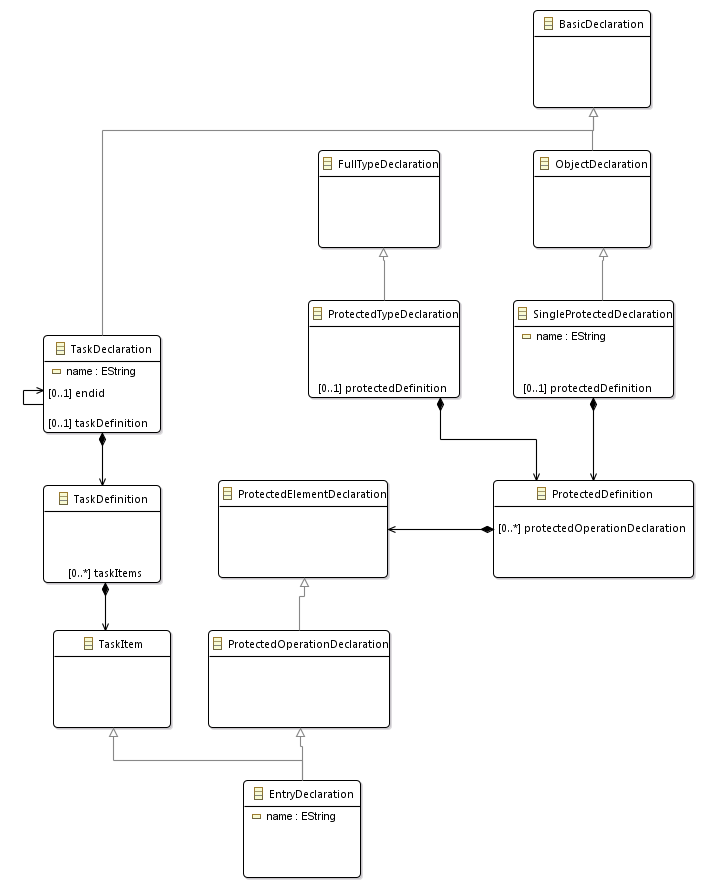 BasicDeclaration
FullTypeDeclaration
ObjectDeclaration
ProtectedTypeDeclaration
[0..1] protectedDefinition
SingleProtectedDeclaration
name : EString
[0..1] protectedDefinition
TaskDeclaration
name : EString
[0..1] endid
[0..1] taskDefinition
TaskDefinition
[0..*] taskItems
ProtectedElementDeclaration
ProtectedDefinition
[0..*] protectedOperationDeclaration
TaskItem
ProtectedOperationDeclaration
EntryDeclaration
name : EString